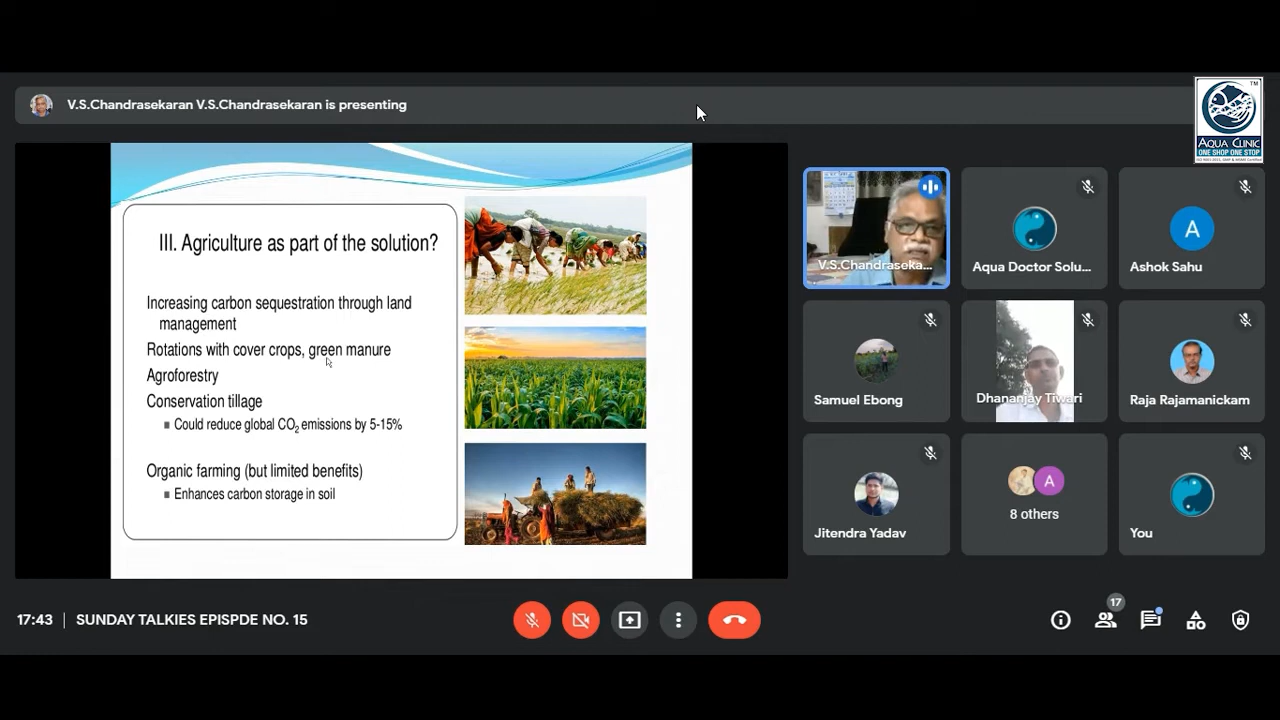 V.S.Chandrasekaran V.S.Chandrasekaran is presenting
TM
AQUA CLINIC
ONE SHOP ONE STOP
III. Agriculture as part of the solution?
Increasing carbon sequestration through land
management
Rotations with cover crops, green manure
Agroforestry
Conservation tillage
■ Could reduce global CO2 emissions by 5-15%
Organic farming (but limited benefits)
■ Enhances carbon storage in soil
V.S.Chandraseka...
Aqua Doctor Solu...
A
Ashok Sahu
Samuel Ebong
Dhananjay Tiwari
Raja Rajamanickam
Jitendra Yadav
A
8 others
You
17:43 | SUNDAY TALKIES EPISPDE NO. 15
17